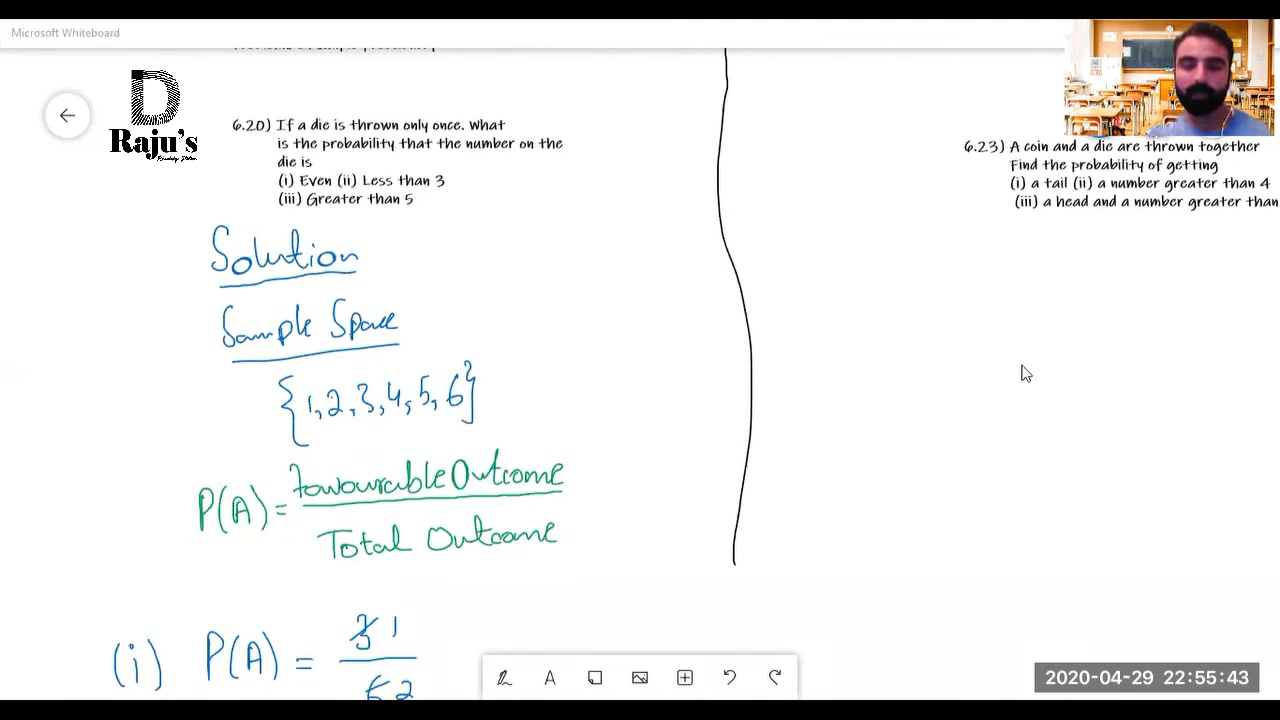 Microsoft Whiteboard
D
Raju's
6.20) If a die is thrown only once. What
is the probability that the number on the
die is
(i) Even (ii) Less than 3
(iii) Greater than 5
Solution
Sample Space
{1,2,3,4,5,6}
P(A) = Favourable Outcome
Total Outcome
(i) P(A) = 3 1
6 2
6.23) A coin and a die are thrown together
Find the probability of getting
(i) a tail (ii) a number greater than 4
(iii) a head and a number greater than
A
2020-04-29 22:55:43